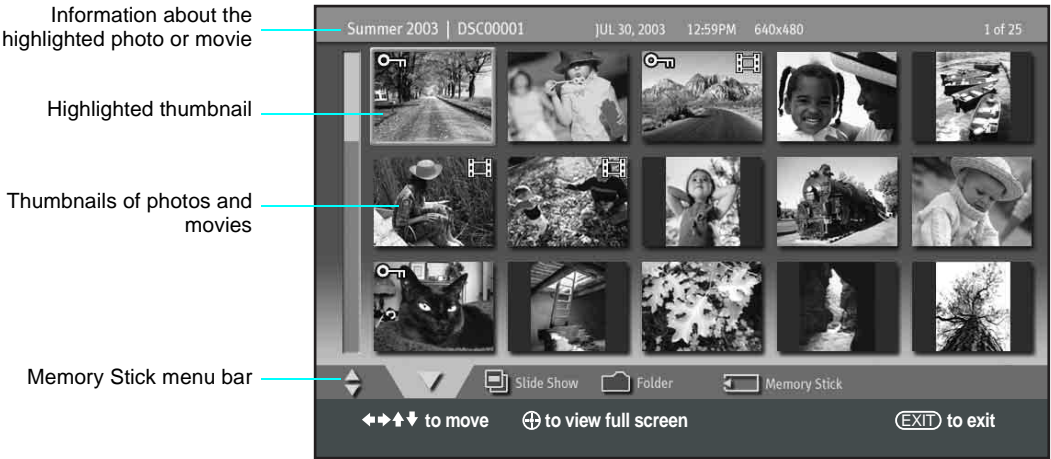 Information about the
highlighted photo or movie
Summer 2003 | DSC00001 JUL 30, 2003 12:59PM 640x480 1 of 25
Highlighted thumbnail
Thumbnails of photos and
movies
Memory Stick menu bar
Slide Show Folder Memory Stick
to move to view full screen EXIT to exit